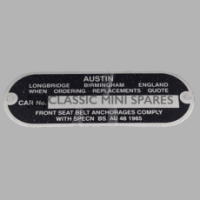 AUSTIN
LONGBRIDGE BIRMINGHAM ENGLAND
WHEN ORDERING REPLACEMENTS QUOTE
CAR No. CLASSIC MINI SPARES
FRONT SEAT BELT ANCHORAGES COMPLY
WITH SPECN BS AU 48 1965